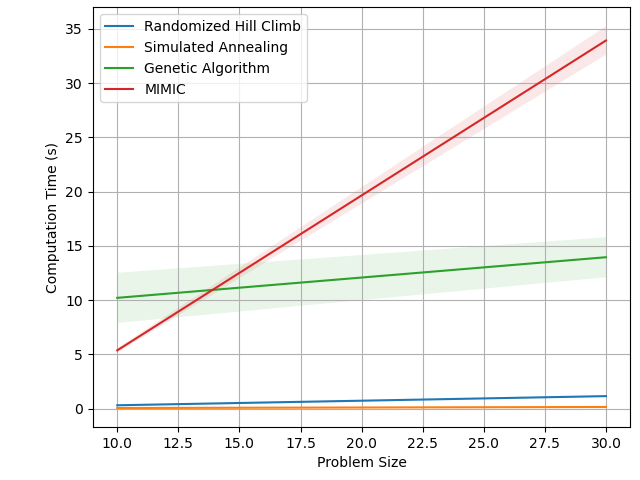 Randomized Hill Climb
Simulated Annealing
Genetic Algorithm
MIMIC
35
30
25
20
15
10
5
0
Computation Time (s)
10.0 12.5 15.0 17.5 20.0 22.5 25.0 27.5 30.0
Problem Size